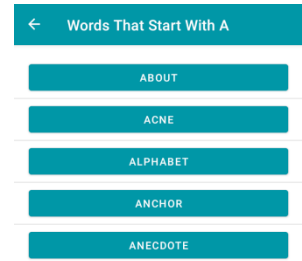 Words That Start With A
ABOUT
ACNE
ALPHABET
ANCHOR
ANECDOTE